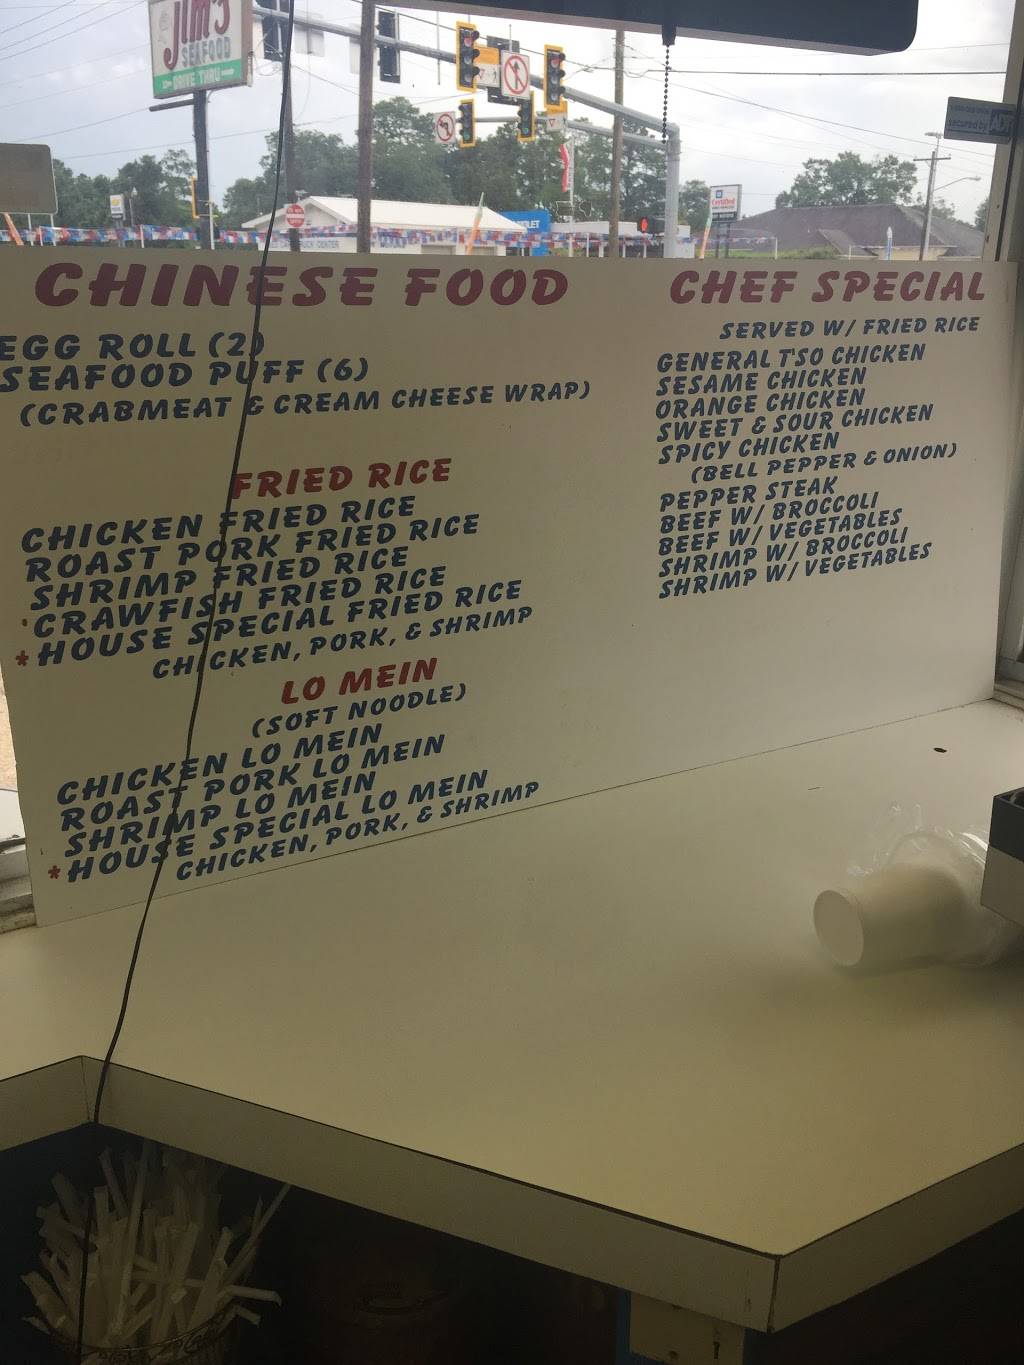 Jim's
SEAFOOD
DRIVE THRU
secured by ADT
CHINESE FOOD
EGG ROLL (2)
SEAFOOD PUFF (6)
(CRABMEAT & CREAM CHEESE WRAP)
FRIED RICE
CHICKEN FRIED RICE
ROAST PORK FRIED RICE
SHRIMP FRIED RICE
CRAWFISH FRIED RICE
*HOUSE SPECIAL FRIED RICE
CHICKEN, PORK, & SHRIMP
LO MEIN
(SOFT NOODLE)
CHICKEN LO MEIN
ROAST PORK LO MEIN
SHRIMP LO MEIN
*HOUSE SPECIAL LO MEIN
CHICKEN, PORK, & SHRIMP
CHEF SPECIAL
SERVED W/ FRIED RICE
GENERAL T'SO CHICKEN
SESAME CHICKEN
ORANGE CHICKEN
SWEET & SOUR CHICKEN
SPICY CHICKEN
(BELL PEPPER & ONION)
PEPPER STEAK
BEEF W/ BROCCOLI
BEEF W/ VEGETABLES
SHRIMP W/ BROCCOLI
SHRIMP W/ VEGETABLES